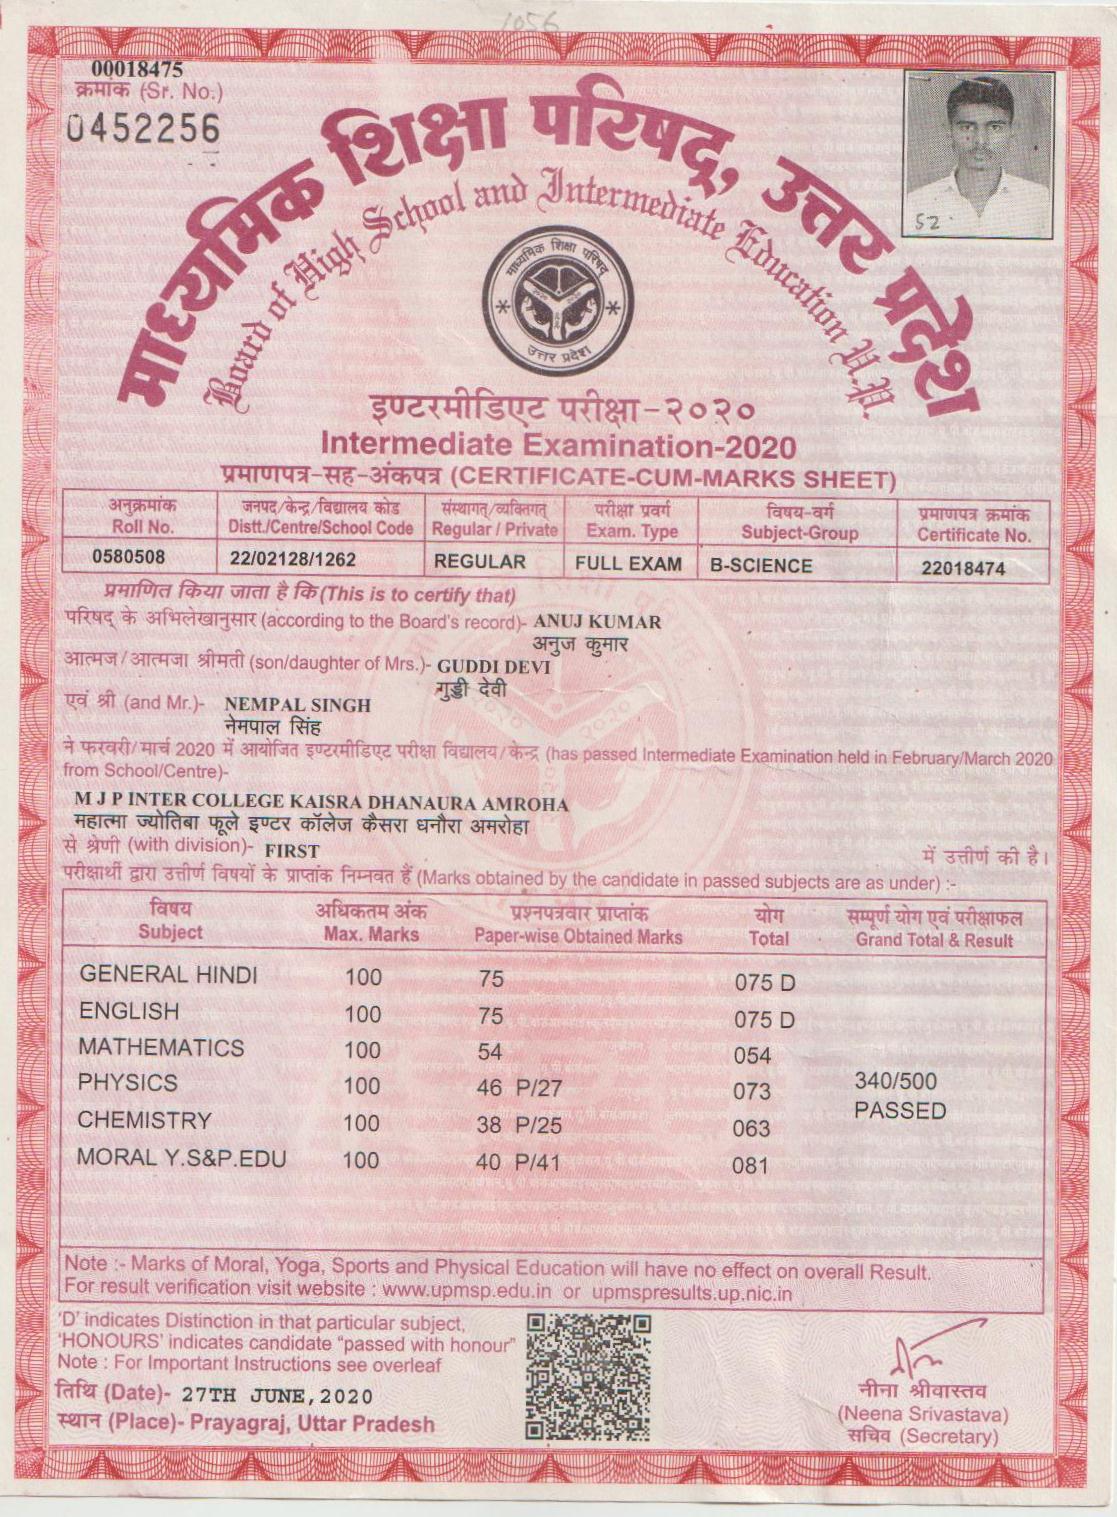 1056
00018475
क्रमांक (Sr. No.)
0452256
माध्यमिक शिक्षा परिषद्, उत्तर प्रदेश
Board of High School and Intermediate Education U.P.
माध्यमिक शिक्षा परिषद
उत्तर प्रदेश
52
इण्टरमीडिएट परीक्षा-२०२०
Intermediate Examination-2020
प्रमाणपत्र-सह-अंकपत्र (CERTIFICATE-CUM-MARKS SHEET)
अनुक्रमांक जनपद/केन्द्र/विद्यालय कोड संस्थागत्/व्यक्तिगत् परीक्षा प्रवर्ग विषय-वर्ग प्रमाणपत्र क्रमांक
Roll No. Distt./Centre/School Code Regular / Private Exam. Type Subject-Group Certificate No.
0580508 22/02128/1262 REGULAR FULL EXAM B-SCIENCE 22018474
प्रमाणित किया जाता है कि (This is to certify that)
परिषद् के अभिलेखानुसार (according to the Board's record)- ANUJ KUMAR
अनुज कुमार
आत्मज/आत्मजा श्रीमती (son/daughter of Mrs.)- GUDDI DEVI
गुड्डी देवी
एवं श्री (and Mr.)- NEMPAL SINGH
नेमपाल सिंह
ने फरवरी/मार्च 2020 में आयोजित इण्टरमीडिएट परीक्षा विद्यालय/केन्द्र (has passed Intermediate Examination held in February/March 2020
from School/Centre)-
M J P INTER COLLEGE KAISRA DHANAURA AMROHA
महात्मा ज्योतिबा फूले इण्टर कॉलेज कैसरा धनौरा अमरोहा
से श्रेणी (with division)- FIRST में उत्तीर्ण की है।
परीक्षार्थी द्वारा उत्तीर्ण विषयों के प्राप्तांक निम्नवत हैं (Marks obtained by the candidate in passed subjects are as under) :-
विषय अधिकतम अंक प्रश्नपत्रवार प्राप्तांक योग सम्पूर्ण योग एवं परीक्षाफल
Subject Max. Marks Paper-wise Obtained Marks Total Grand Total & Result
GENERAL HINDI 100 75 075 D
ENGLISH 100 75 075 D
MATHEMATICS 100 54 054
PHYSICS 100 46 P/27 073 340/500
PASSED
CHEMISTRY 100 38 P/25 063
MORAL Y.S&P.EDU 100 40 P/41 081
Note :- Marks of Moral, Yoga, Sports and Physical Education will have no effect on overall Result.
For result verification visit website : www.upmsp.edu.in or upmspresults.up.nic.in
'D' indicates Distinction in that particular subject,
'HONOURS' indicates candidate "passed with honour"
Note : For Important Instructions see overleaf
तिथि (Date)- 27TH JUNE,2020
स्थान (Place)- Prayagraj, Uttar Pradesh
नीना श्रीवास्तव
(Neena Srivastava)
सचिव (Secretary)